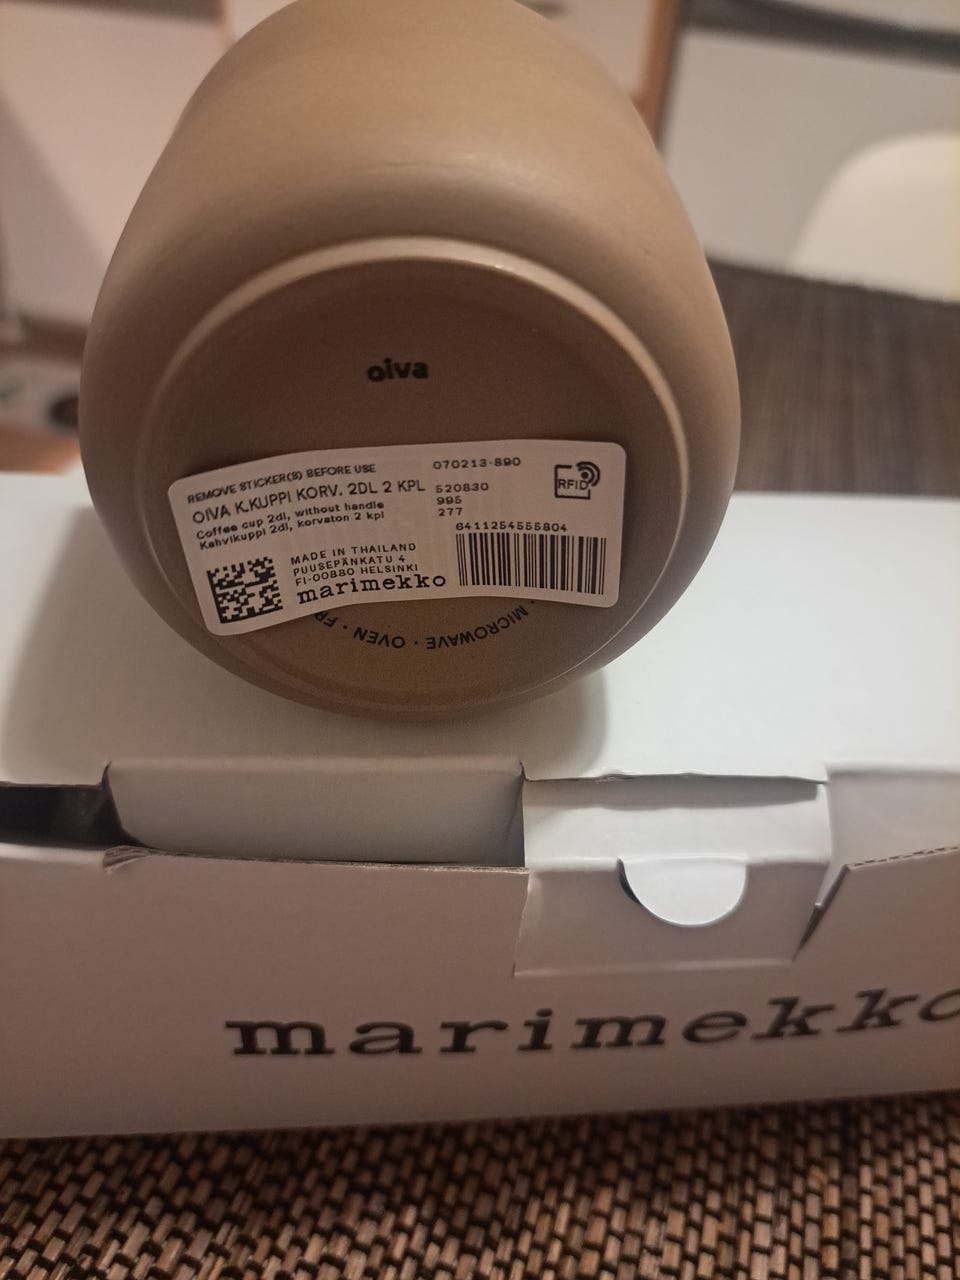 oiva
REMOVE STICKER(S) BEFORE USE
OIVA K.KUPPI KORV. 2DL 2 KPL
Coffee cup 2dl, without handle
Kahvikuppi 2dl, korvaton 2 kpl
070213-890
520830
995
277
RFID
6411254555804
MADE IN THAILAND
PUUSEPÄNKATU 4
FI-00880 HELSINKI
marimekko
· MICROWAVE · OVEN ·
marimekko